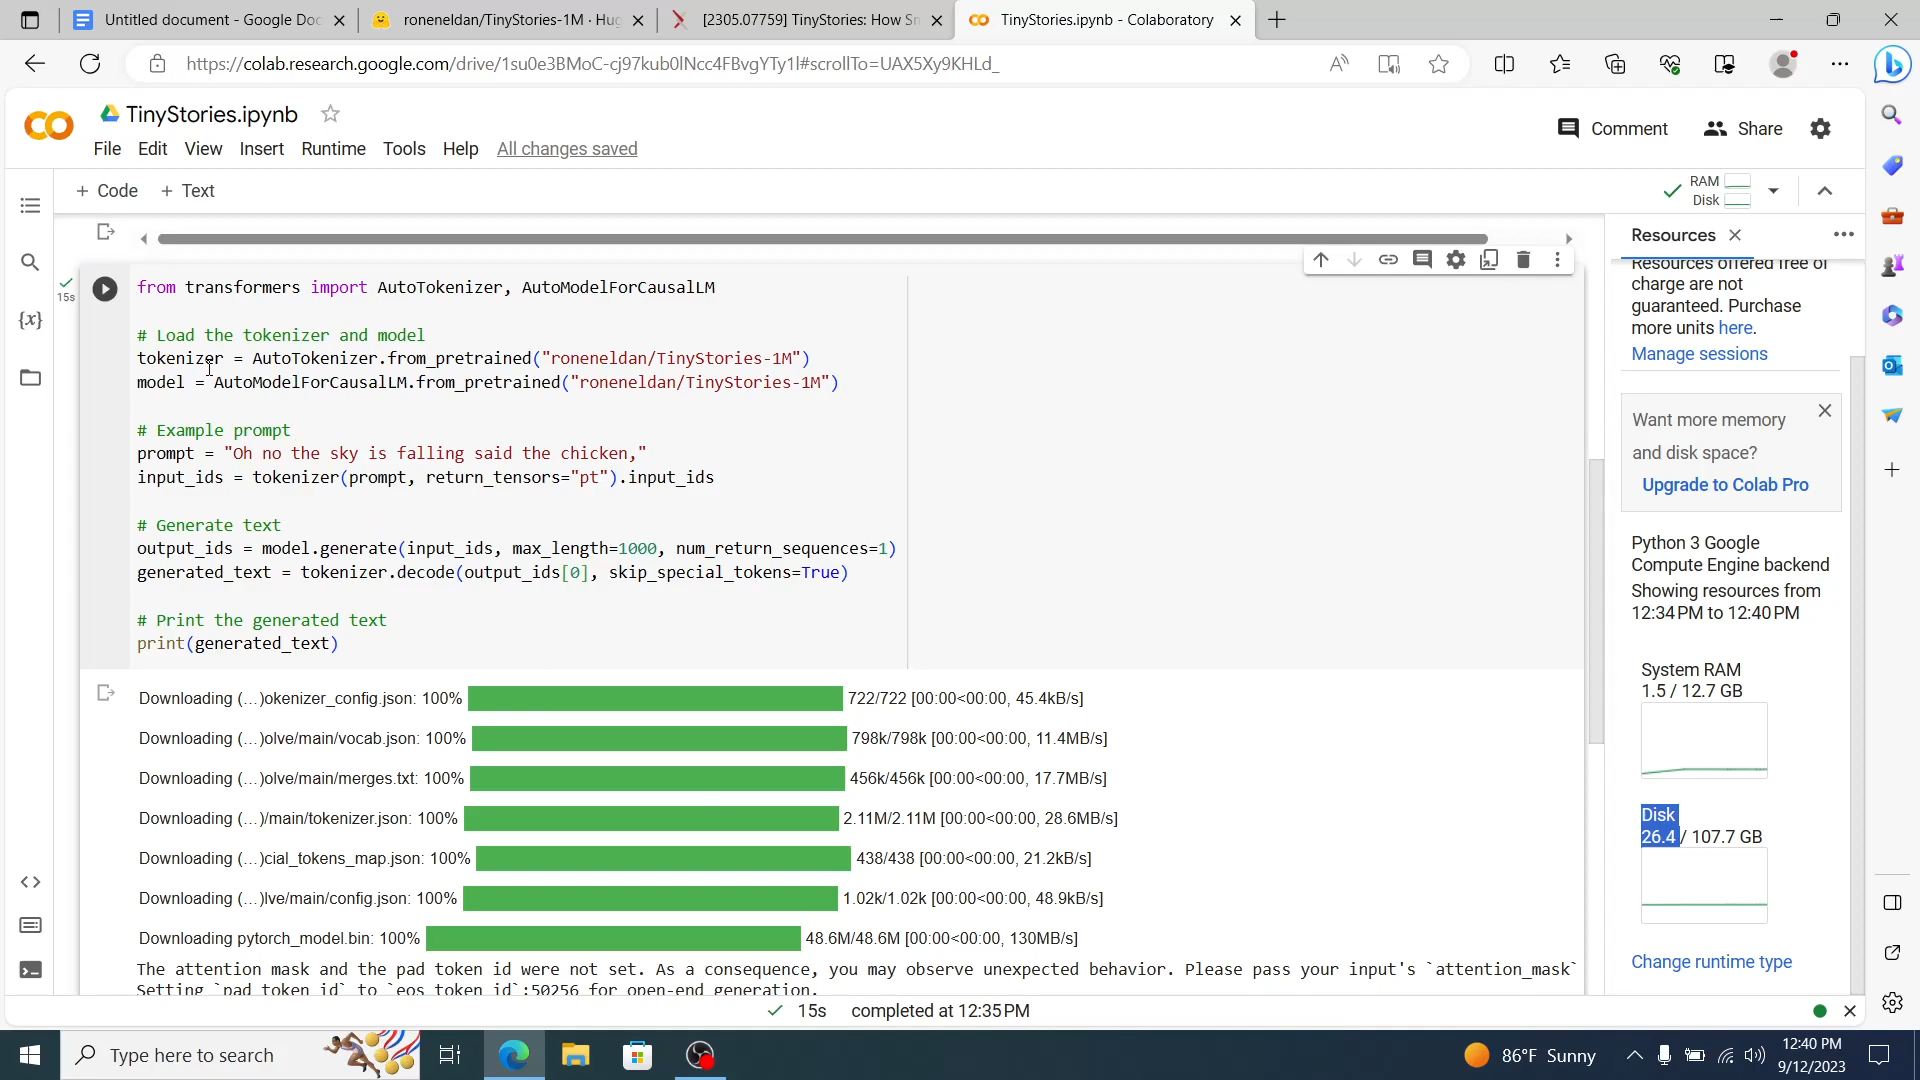 Untitled document - Google Doc
roneneldan/TinyStories-1M · Hug
[2305.07759] TinyStories: How Sn
TinyStories.ipynb - Colaboratory
https://colab.research.google.com/drive/1su0e3BMoC-cj97kub0lNcc4FBvgYTy1l#scrollTo=UAX5Xy9KHLd_
TinyStories.ipynb
Comment
Share
File Edit View Insert Runtime Tools Help All changes saved
+ Code + Text
RAM
Disk
from transformers import AutoTokenizer, AutoModelForCausalLM
# Load the tokenizer and model
tokenizer = AutoTokenizer.from_pretrained("roneneldan/TinyStories-1M")
model = AutoModelForCausalLM.from_pretrained("roneneldan/TinyStories-1M")
# Example prompt
prompt = "Oh no the sky is falling said the chicken,"
input_ids = tokenizer(prompt, return_tensors="pt").input_ids
# Generate text
output_ids = model.generate(input_ids, max_length=1000, num_return_sequences=1)
generated_text = tokenizer.decode(output_ids[0], skip_special_tokens=True)
# Print the generated text
print(generated_text)
15s
{x}
Downloading (...)okenizer_config.json: 100% 722/722 [00:00<00:00, 45.4kB/s]
Downloading (...)olve/main/vocab.json: 100% 798k/798k [00:00<00:00, 11.4MB/s]
Downloading (...)olve/main/merges.txt: 100% 456k/456k [00:00<00:00, 17.7MB/s]
Downloading (...)/main/tokenizer.json: 100% 2.11M/2.11M [00:00<00:00, 28.6MB/s]
Downloading (...)cial_tokens_map.json: 100% 438/438 [00:00<00:00, 21.2kB/s]
Downloading (...)lve/main/config.json: 100% 1.02k/1.02k [00:00<00:00, 48.9kB/s]
Downloading pytorch_model.bin: 100% 48.6M/48.6M [00:00<00:00, 130MB/s]
The attention mask and the pad token id were not set. As a consequence, you may observe unexpected behavior. Please pass your input's `attention_mask`
Setting `pad_token_id` to `eos_token_id`:50256 for open-end generation.
Resources
Resources offered free of
charge are not
guaranteed. Purchase
more units here.
Manage sessions
Want more memory
and disk space?
Upgrade to Colab Pro
Python 3 Google
Compute Engine backend
Showing resources from
12:34 PM to 12:40 PM
System RAM
1.5 / 12.7 GB
Disk
26.4 / 107.7 GB
Change runtime type
15s completed at 12:35 PM
Type here to search
86°F Sunny
12:40 PM
9/12/2023